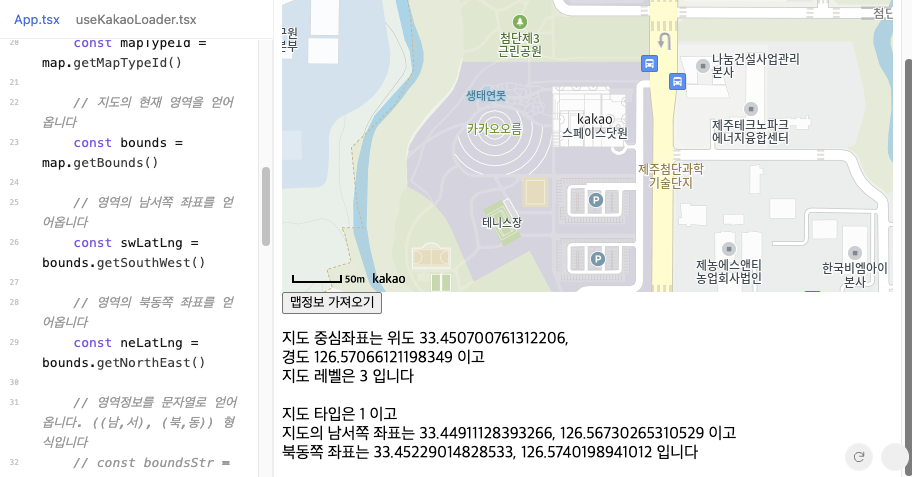 App.tsx
useKakaoLoader.tsx
20 const mapTypeId =
map.getMapTypeId()
21
22 // 지도의 현재 영역을 얻어
옵니다
23 const bounds =
map.getBounds()
24
25 // 영역의 남서쪽 좌표를 얻
어옵니다
26 const swLatLng =
bounds.getSouthWest()
27
28 // 영역의 북동쪽 좌표를 얻
어옵니다
29 const neLatLng =
bounds.getNorthEast()
30
31 // 영역정보를 문자열로 얻어
옵니다. ((남,서), (북,동)) 형
식입니다
32 // const boundsStr =
첨단
첨단제3
근린공원
본부
나눔건설사업관리
본사
생태연못
카카오오름
kakao
스페이스닷원
제주테크노파크
에너지융합센터
제주첨단과학
기술단지
P
테니스장
P
제농에스앤티
농업회사법인
한국비엠아이
본사
50m kakao
맵정보 가져오기
지도 중심좌표는 위도 33.450700761312206,
경도 126.57066121198349 이고
지도 레벨은 3 입니다
지도 타입은 1 이고
지도의 남서쪽 좌표는 33.44911128393266, 126.56730265310529 이고
북동쪽 좌표는 33.45229014828533, 126.5740198941012 입니다